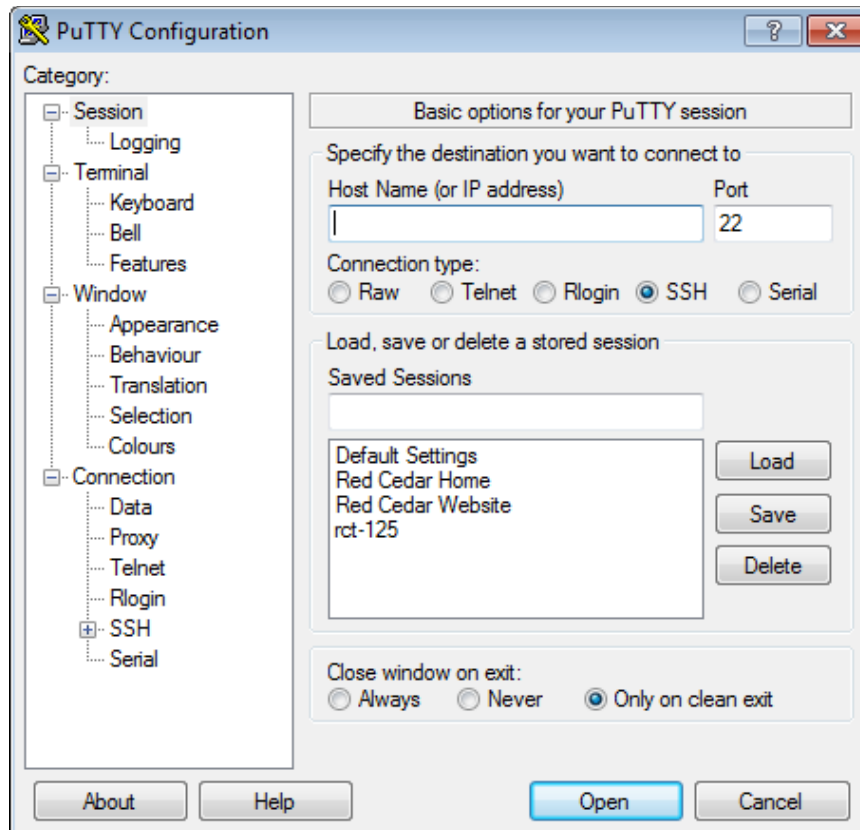 PuTTY Configuration
Category:
Session
Logging
Terminal
Keyboard
Bell
Features
Window
Appearance
Behaviour
Translation
Selection
Colours
Connection
Data
Proxy
Telnet
Rlogin
SSH
Serial
Basic options for your PuTTY session
Specify the destination you want to connect to
Host Name (or IP address) Port
22
Connection type:
Raw Telnet Rlogin SSH Serial
Load, save or delete a stored session
Saved Sessions
Default Settings
Red Cedar Home
Red Cedar Website
rct-125
Load
Save
Delete
Close window on exit:
Always Never Only on clean exit
About Help Open Cancel